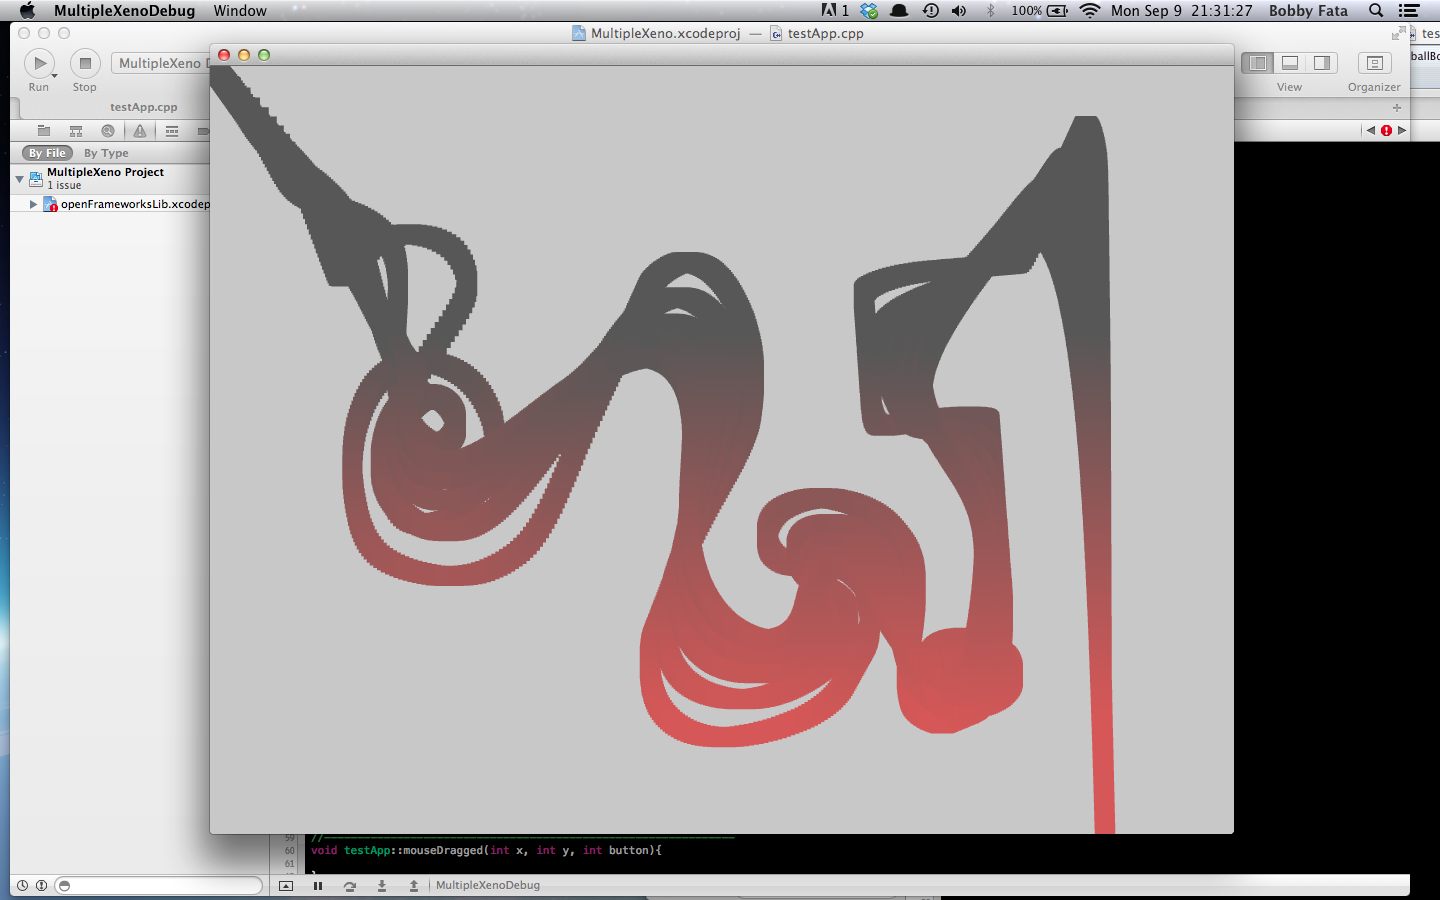 MultipleXenoDebug Window
1 100% Mon Sep 9 21:31:27 Bobby Fata
MultipleXeno.xcodeproj — testApp.cpp
tes
MultipleXeno D
ballBo
Run Stop
View Organizer
testApp.cpp
By File By Type
MultipleXeno Project
1 issue
openFrameworksLib.xcodep
59 //
60 void testApp::mouseDragged(int x, int y, int button){
61
MultipleXenoDebug